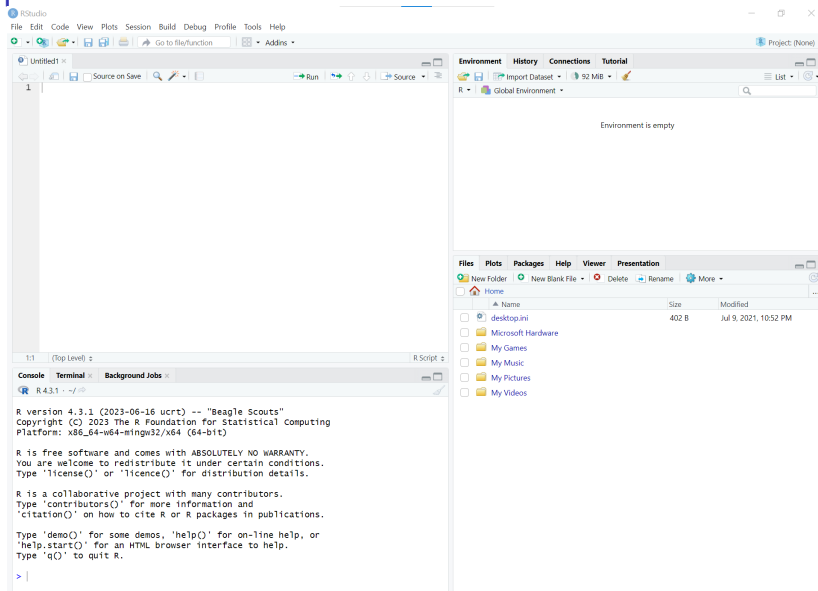 RStudio
File Edit Code View Plots Session Build Debug Profile Tools Help
Go to file/function Addins Project: (None)
Untitled1
Source on Save Run Source
1
1:1 (Top Level) R Script
Console Terminal Background Jobs
R 4.3.1 · ~/
R version 4.3.1 (2023-06-16 ucrt) -- "Beagle Scouts"
Copyright (C) 2023 The R Foundation for Statistical Computing
Platform: x86_64-w64-mingw32/x64 (64-bit)
R is free software and comes with ABSOLUTELY NO WARRANTY.
You are welcome to redistribute it under certain conditions.
Type 'license()' or 'licence()' for distribution details.
R is a collaborative project with many contributors.
Type 'contributors()' for more information and
'citation()' on how to cite R or R packages in publications.
Type 'demo()' for some demos, 'help()' for on-line help, or
'help.start()' for an HTML browser interface to help.
Type 'q()' to quit R.
>
Environment History Connections Tutorial
Import Dataset 92 MiB List
R Global Environment
Environment is empty
Files Plots Packages Help Viewer Presentation
New Folder New Blank File Delete Rename More
Home ...
Name Size Modified
desktop.ini 402 B Jul 9, 2021, 10:52 PM
Microsoft Hardware
My Games
My Music
My Pictures
My Videos